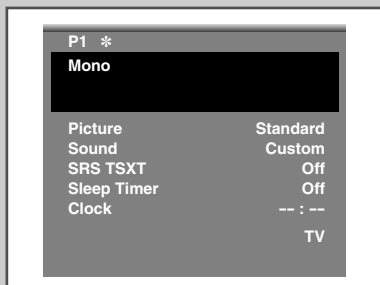 P1 ✻
Mono
Picture Standard
Sound Custom
SRS TSXT Off
Sleep Timer Off
Clock -- : --
TV